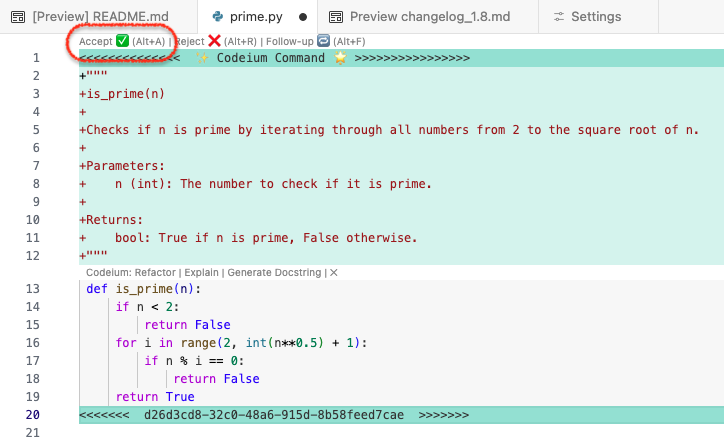 [Preview] README.md prime.py Preview changelog_1.8.md Settings
Accept ✅ (Alt+A) | Reject ❌ (Alt+R) | Follow-up 🔁 (Alt+F)
1 <<<<<<<<<<<<<< ✨ Codeium Command 🌟 >>>>>>>>>>>>>>>>
2 +"""
3 +is_prime(n)
4 +
5 +Checks if n is prime by iterating through all numbers from 2 to the square root of n.
6 +
7 +Parameters:
8 +    n (int): The number to check if it is prime.
9 +
10 +Returns:
11 +    bool: True if n is prime, False otherwise.
12 +"""
Codeium: Refactor | Explain | Generate Docstring | X
13 def is_prime(n):
14     if n < 2:
15         return False
16     for i in range(2, int(n**0.5) + 1):
17         if n % i == 0:
18             return False
19     return True
20 <<<<<<< d26d3cd8-32c0-48a6-915d-8b58feed7cae >>>>>>>
21